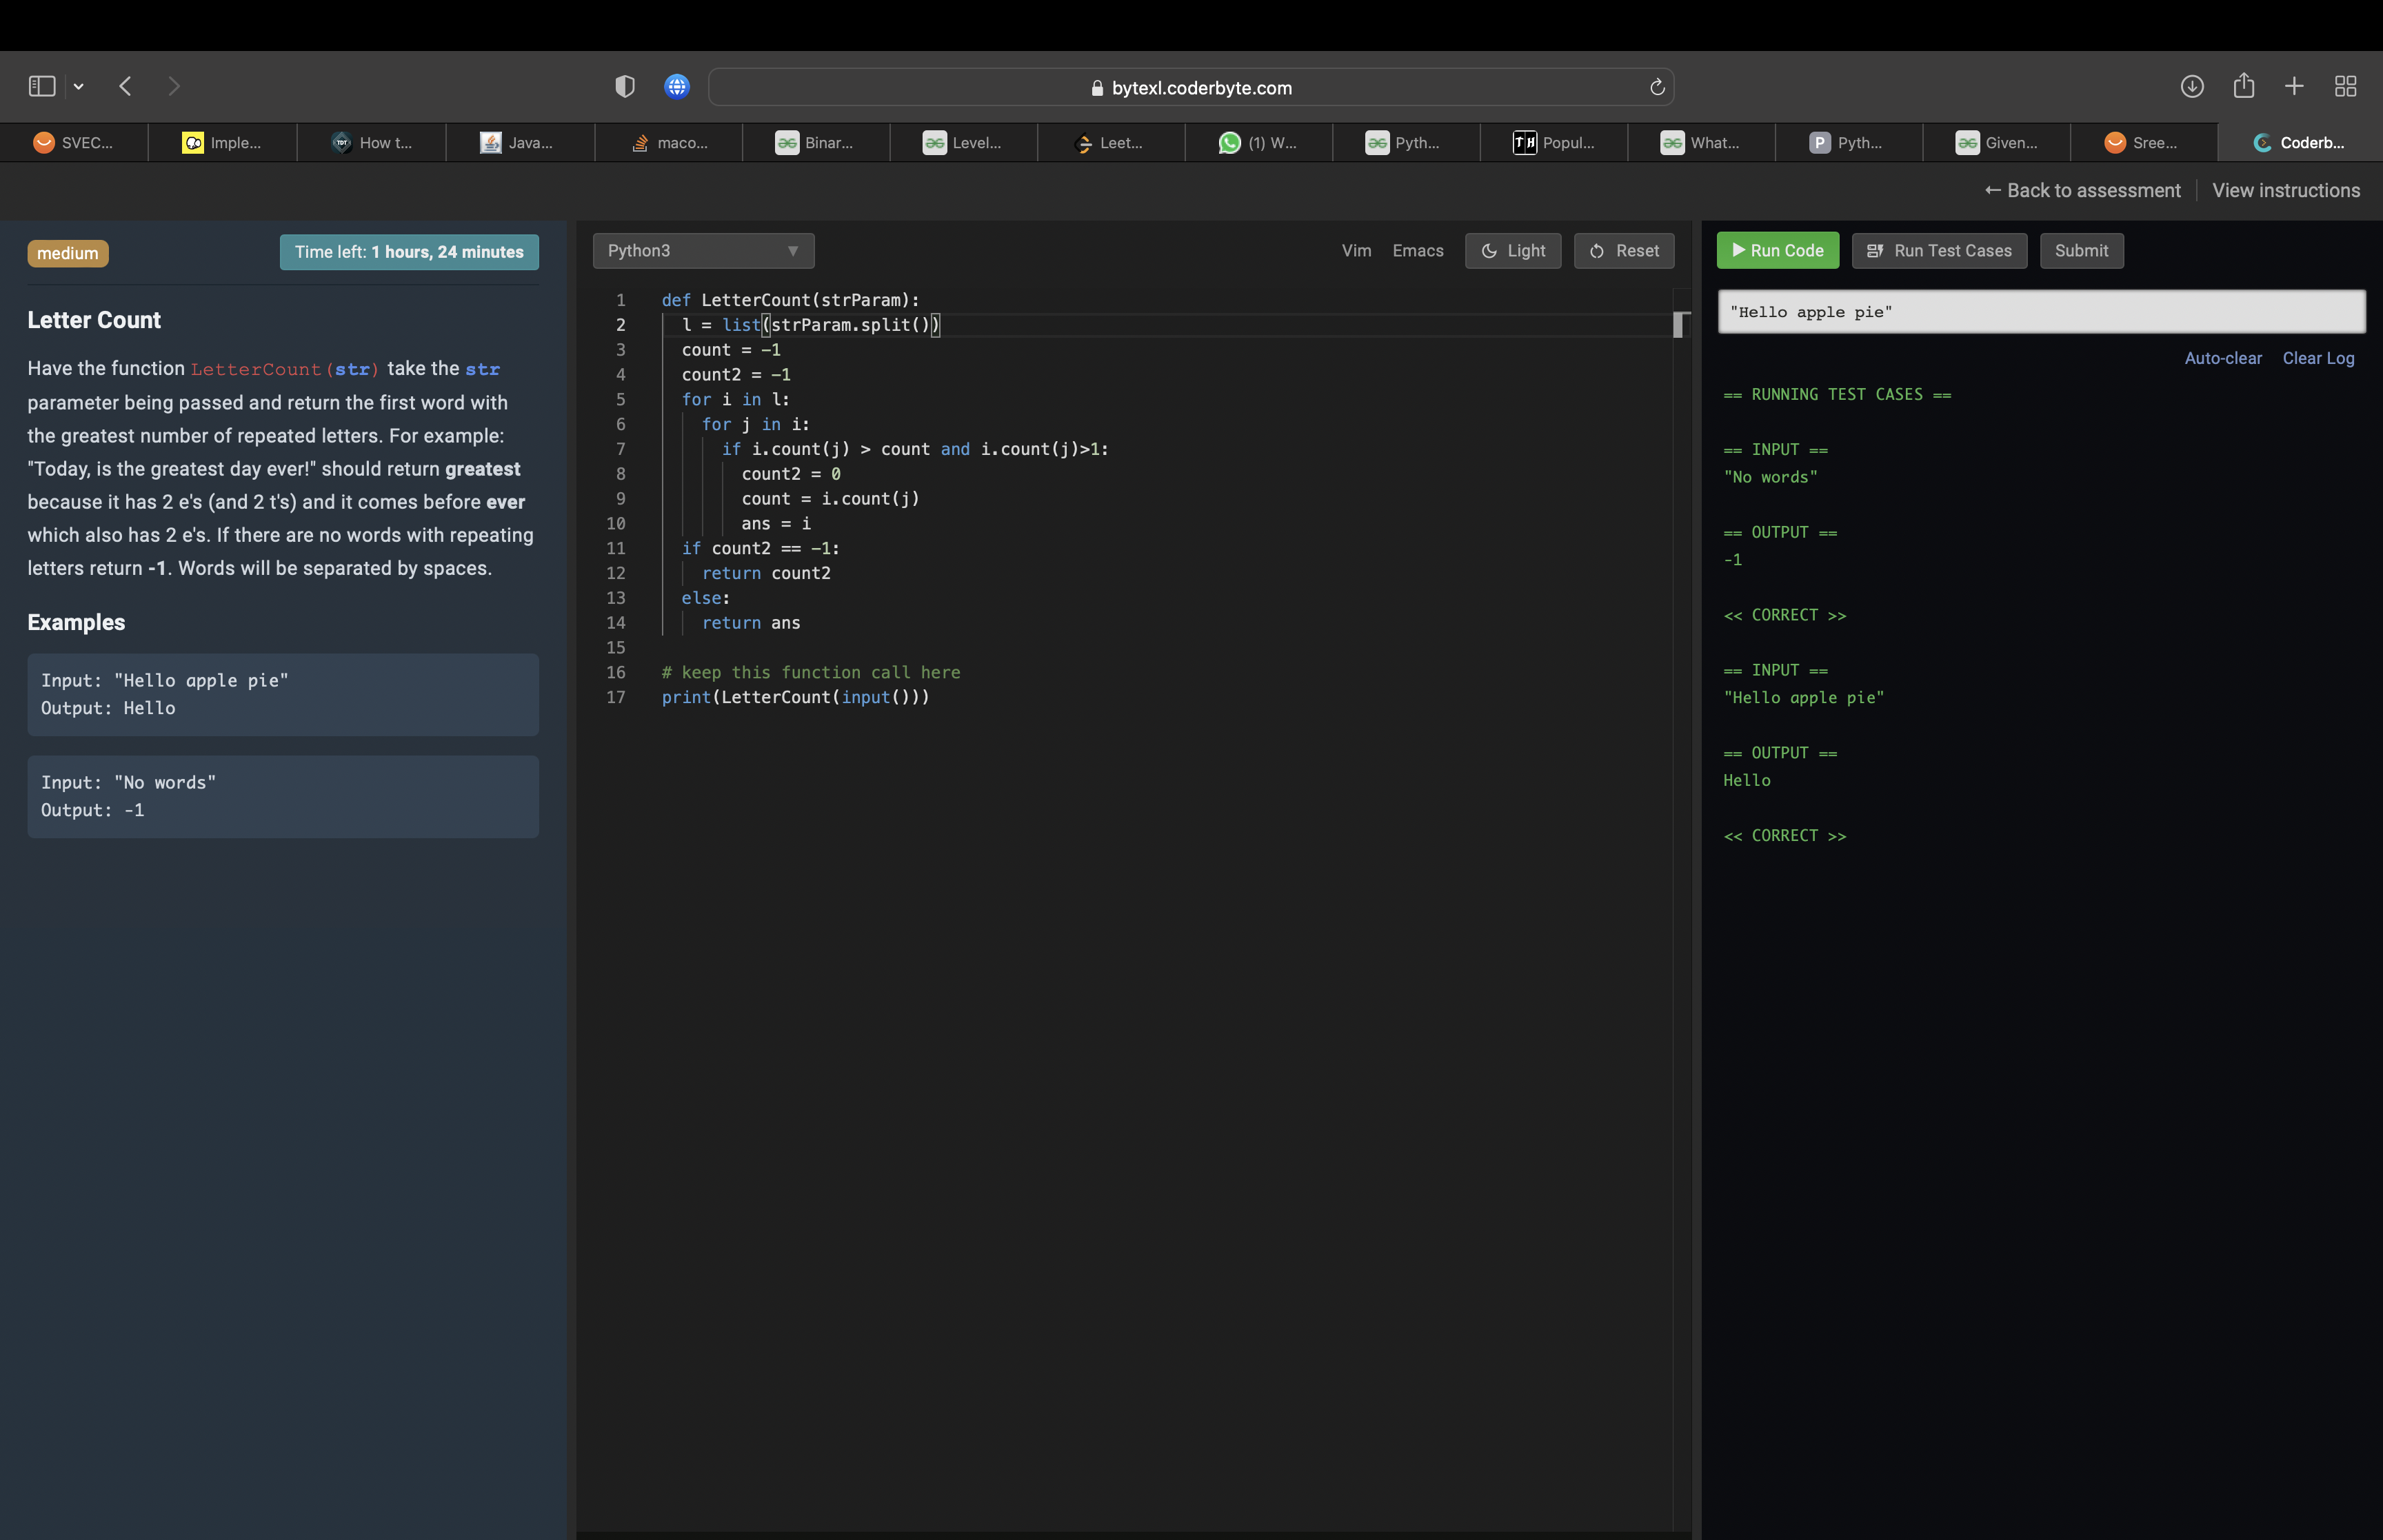 bytexl.coderbyte.com
SVEC...
Imple...
How t...
Java...
maco...
Binar...
Level...
Leet...
(1) W...
Pyth...
Popul...
What...
Pyth...
Given...
Sree...
Coderb...
← Back to assessment
View instructions
medium
Time left: 1 hours, 24 minutes
Letter Count
Have the function LetterCount(str) take the str
parameter being passed and return the first word with
the greatest number of repeated letters. For example:
"Today, is the greatest day ever!" should return greatest
because it has 2 e's (and 2 t's) and it comes before ever
which also has 2 e's. If there are no words with repeating
letters return -1. Words will be separated by spaces.
Examples
Input: "Hello apple pie"
Output: Hello
Input: "No words"
Output: -1
Python3
Vim
Emacs
Light
Reset
1 def LetterCount(strParam):
2   l = list(strParam.split())
3   count = -1
4   count2 = -1
5   for i in l:
6     for j in i:
7       if i.count(j) > count and i.count(j)>1:
8         count2 = 0
9         count = i.count(j)
10         ans = i
11   if count2 == -1:
12     return count2
13   else:
14     return ans
15
16 # keep this function call here
17 print(LetterCount(input()))
Run Code
Run Test Cases
Submit
"Hello apple pie"
Auto-clear
Clear Log
== RUNNING TEST CASES ==
== INPUT ==
"No words"
== OUTPUT ==
-1
<< CORRECT >>
== INPUT ==
"Hello apple pie"
== OUTPUT ==
Hello
<< CORRECT >>